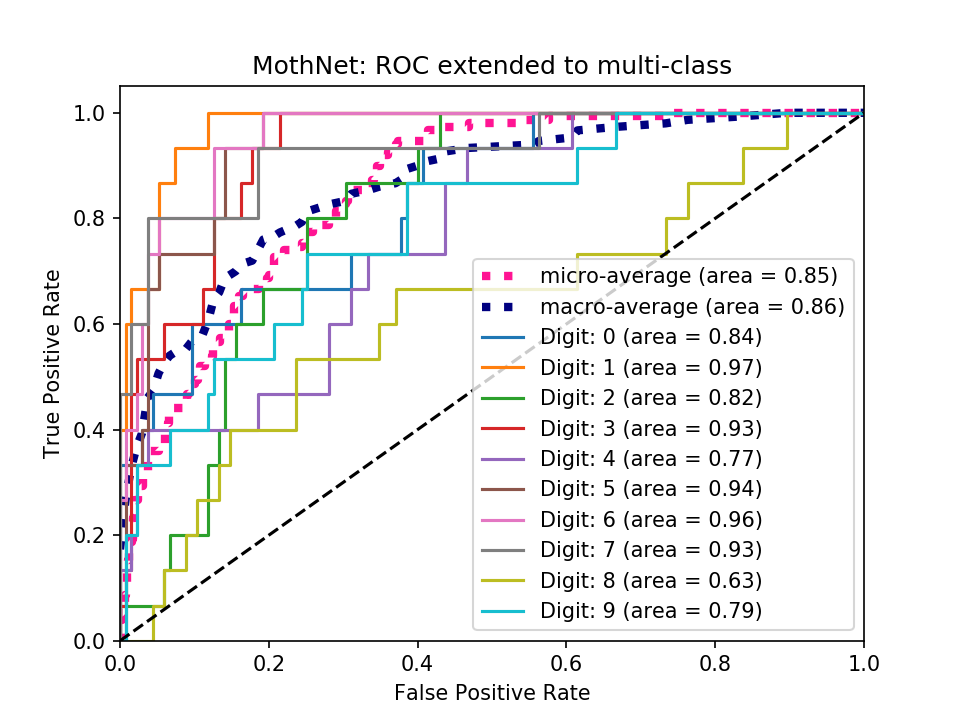 MothNet: ROC extended to multi-class
True Positive Rate
1.0
0.8
0.6
0.4
0.2
0.0
micro-average (area = 0.85)
macro-average (area = 0.86)
Digit: 0 (area = 0.84)
Digit: 1 (area = 0.97)
Digit: 2 (area = 0.82)
Digit: 3 (area = 0.93)
Digit: 4 (area = 0.77)
Digit: 5 (area = 0.94)
Digit: 6 (area = 0.96)
Digit: 7 (area = 0.93)
Digit: 8 (area = 0.63)
Digit: 9 (area = 0.79)
0.0 0.2 0.4 0.6 0.8 1.0
False Positive Rate